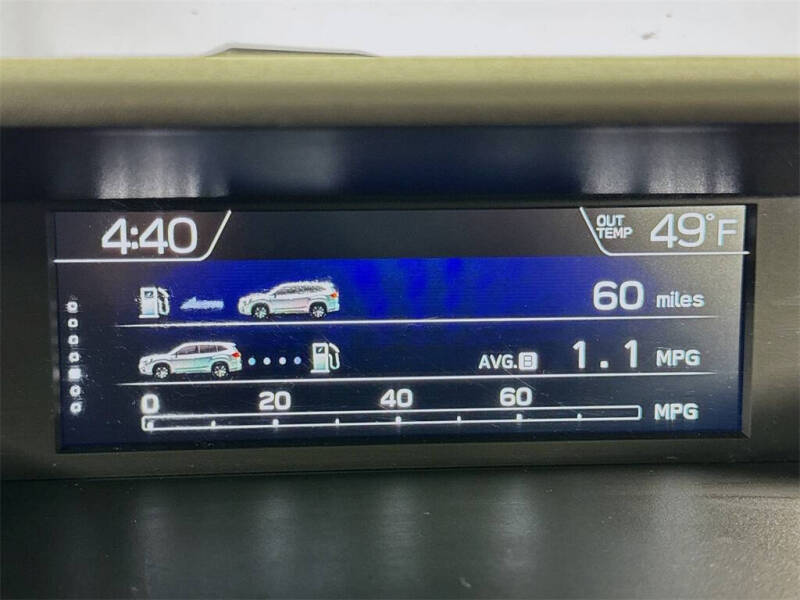 4:40
OUT TEMP 49°F
60 miles
AVG. B 1.1 MPG
0 20 40 60 MPG